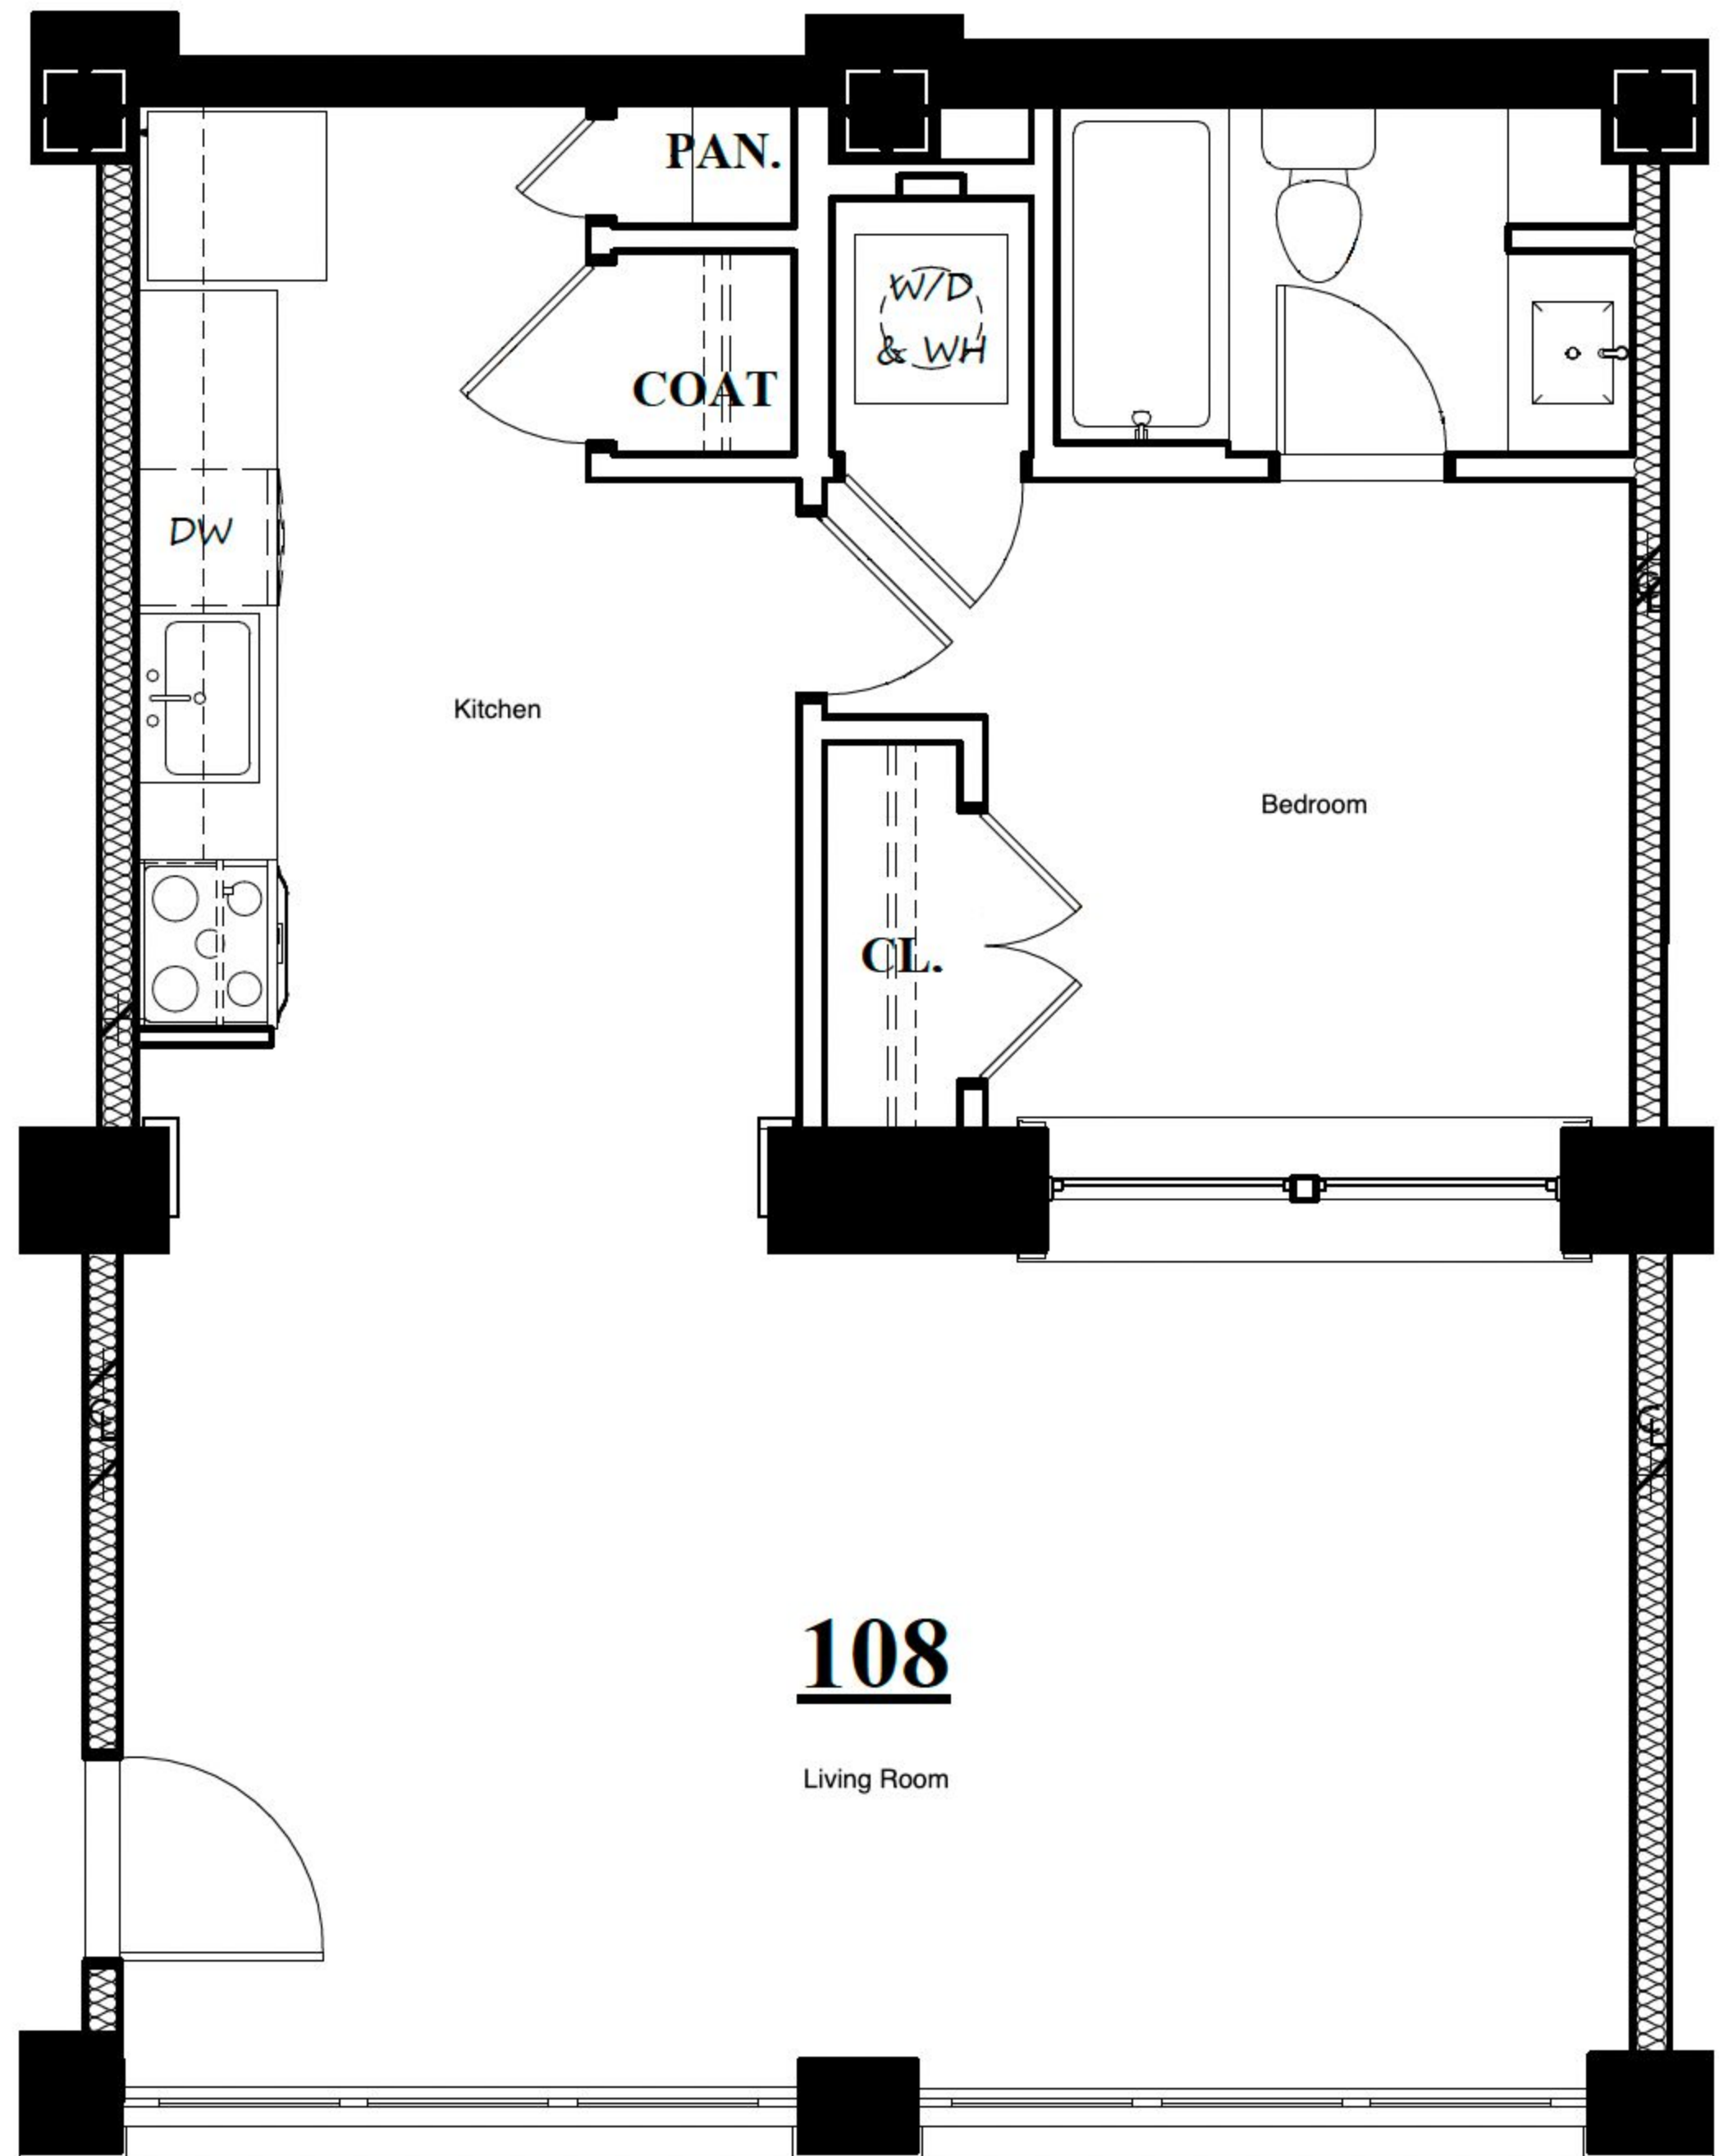 PAN.
W/D
& WH
COAT
DW
Kitchen
Bedroom
CL.
108
Living Room